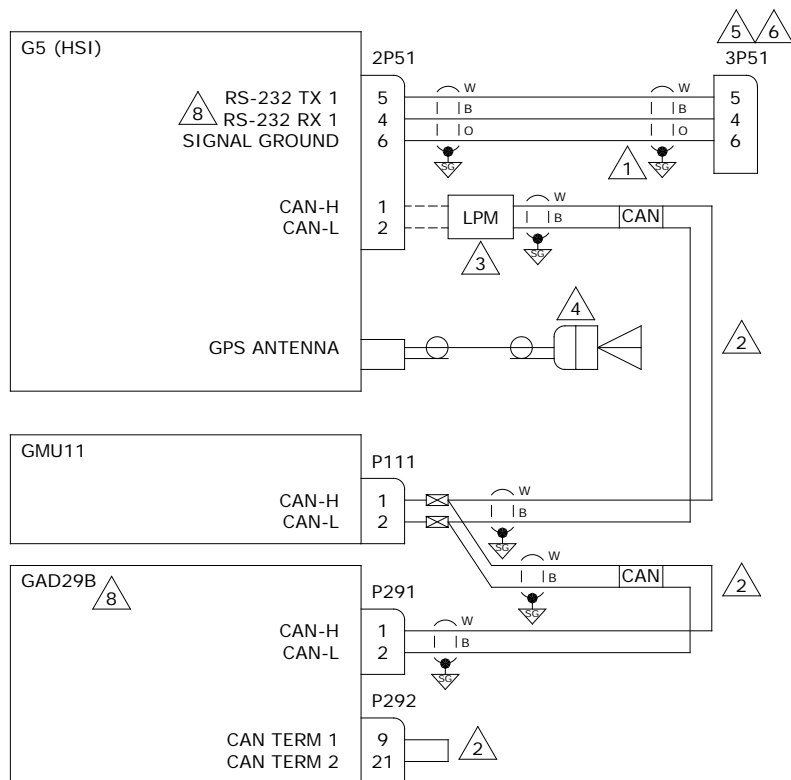 5 6
G5 (HSI)
2P51
3P51
RS-232 TX 1 5 W W 5
8 RS-232 RX 1 4 B B 4
SIGNAL GROUND 6 O O 6
SG 1 SG
CAN-H 1 LPM W CAN
CAN-L 2 B
3 SG
4
GPS ANTENNA
2
GMU11
P111
CAN-H 1 W
CAN-L 2 B
SG
W CAN
B
GAD29B
8
2
P291
SG
CAN-H 1 W
CAN-L 2 B
SG
P292
CAN TERM 1 9
2
CAN TERM 2 21